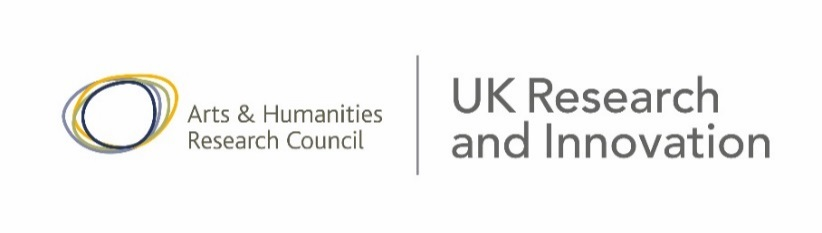 Arts & Humanities
Research Council
UK Research
and Innovation